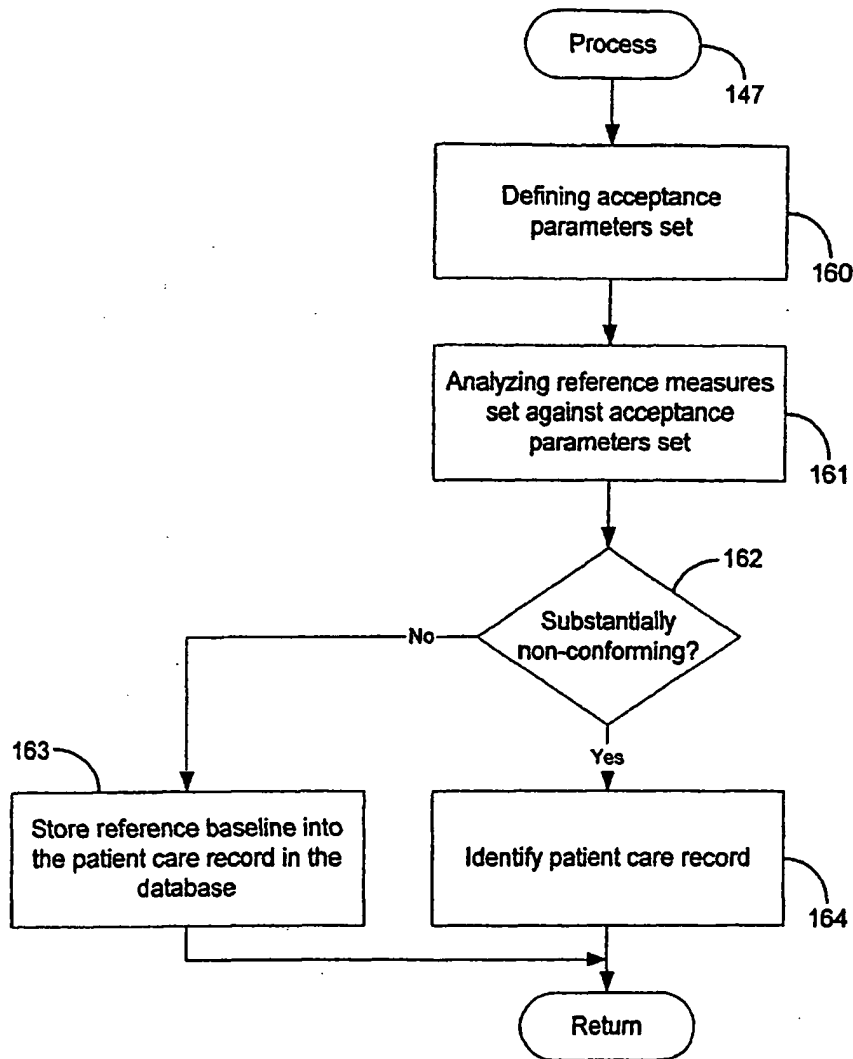 Process
147
Defining acceptance
parameters set
160
Analyzing reference measures
set against acceptance
parameters set
161
162
Substantially
non-conforming?
No
Yes
163
Store reference baseline into
the patient care record in the
database
Identify patient care record
164
Return